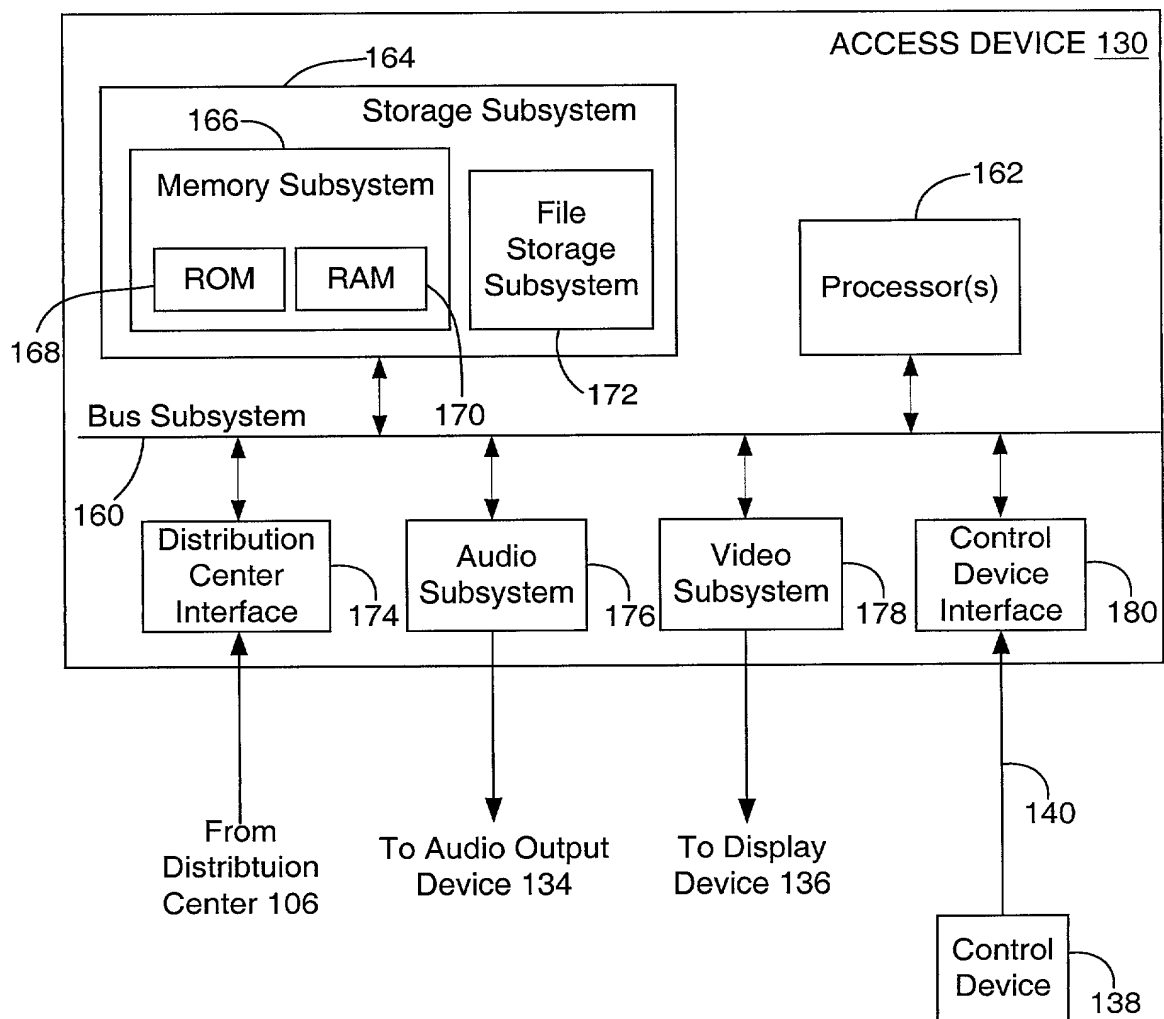 ACCESS DEVICE 130
164
Storage Subsystem
166
Memory Subsystem
162
File
Storage
Subsystem
ROM
RAM
Processor(s)
168
170
172
Bus Subsystem
160
Distribution
Center
Interface
174
Audio
Subsystem
176
Video
Subsystem
178
Control
Device
Interface
180
140
From
Distribtuion
Center 106
To Audio Output
Device 134
To Display
Device 136
Control
Device
138